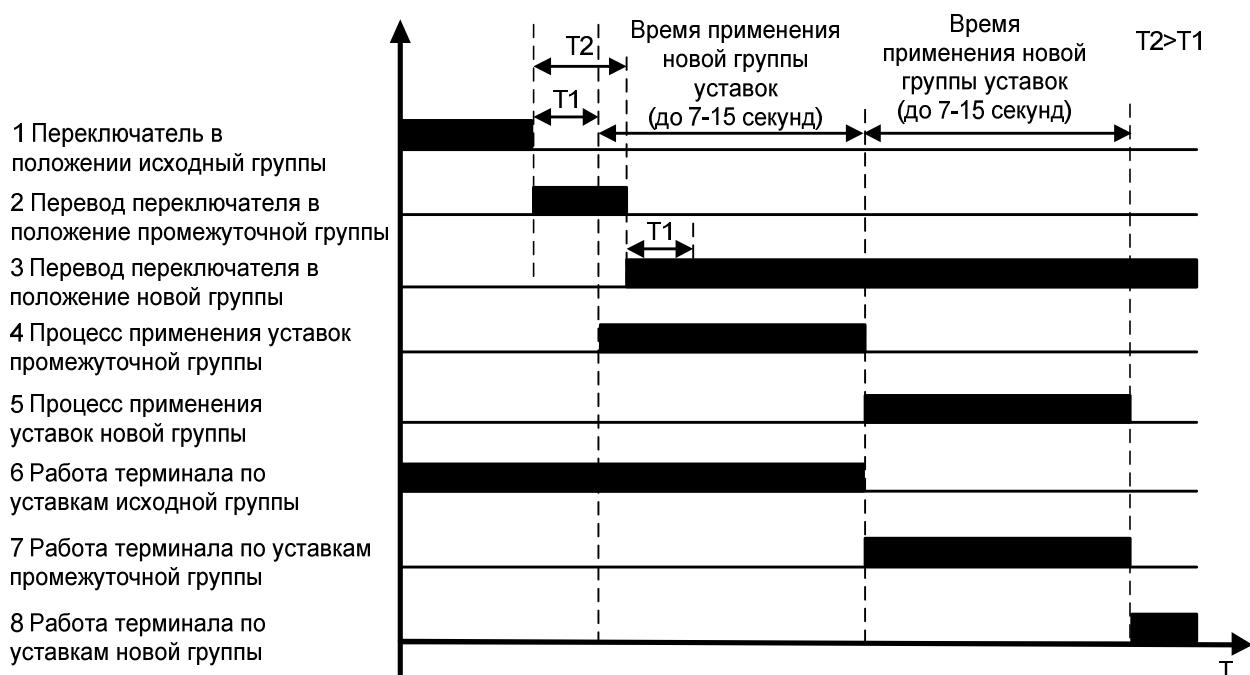 Время применения
новой группы
уставок
(до 7-15 секунд)
Время
применения новой
группы уставок
(до 7-15 секунд)
T2>T1
T2
T1
1 Переключатель в
положении исходный группы
2 Перевод переключателя в
положение промежуточной группы
T1
3 Перевод переключателя в
положение новой группы
4 Процесс применения уставок
промежуточной группы
5 Процесс применения
уставок новой группы
6 Работа терминала по
уставкам исходной группы
7 Работа терминала по уставкам
промежуточной группы
8 Работа терминала по
уставкам новой группы
T